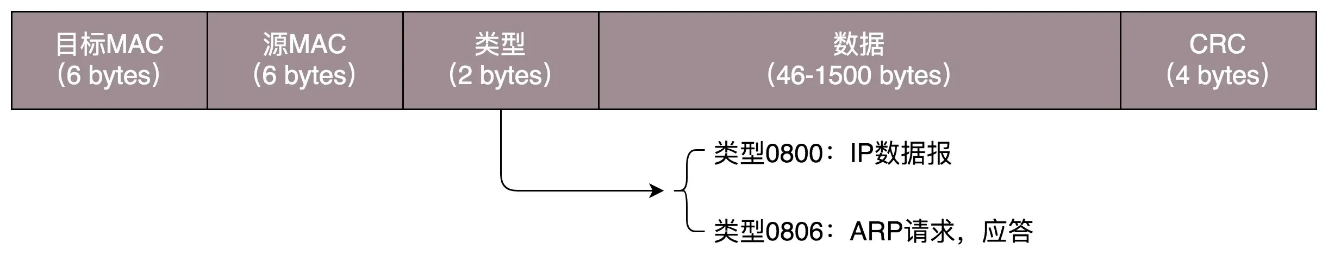 目标MAC
（6 bytes）
源MAC
（6 bytes）
类型
（2 bytes）
数据
（46-1500 bytes）
CRC
（4 bytes）
类型0800：IP数据报
类型0806：ARP请求，应答